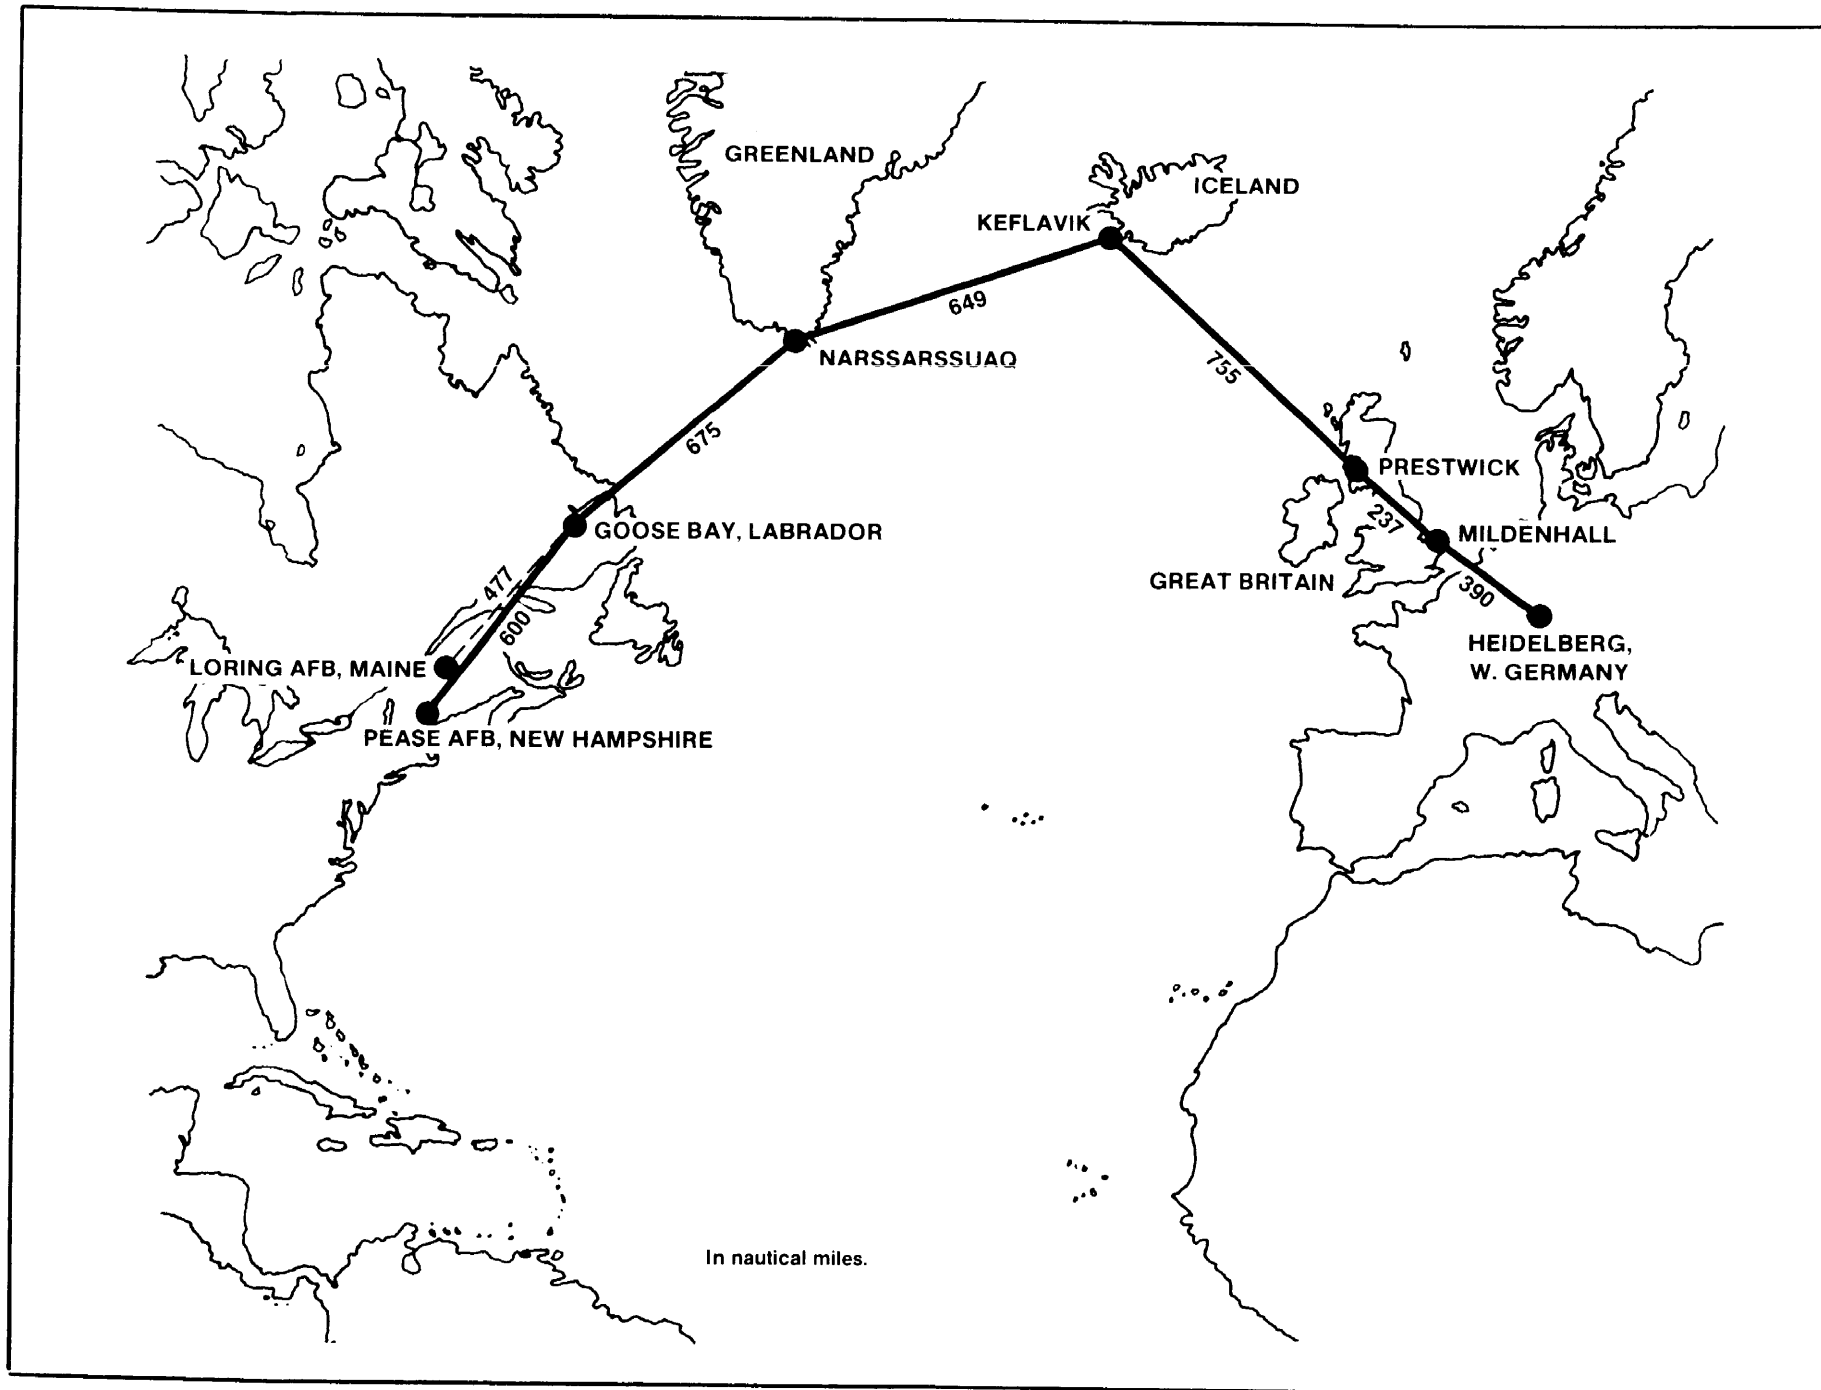 GREENLAND
ICELAND
KEFLAVIK
649
NARSSARSSUAQ
755
675
PRESTWICK
GOOSE BAY, LABRADOR
237
MILDENHALL
477
GREAT BRITAIN
390
600
HEIDELBERG,
W. GERMANY
LORING AFB, MAINE
PEASE AFB, NEW HAMPSHIRE
In nautical miles.